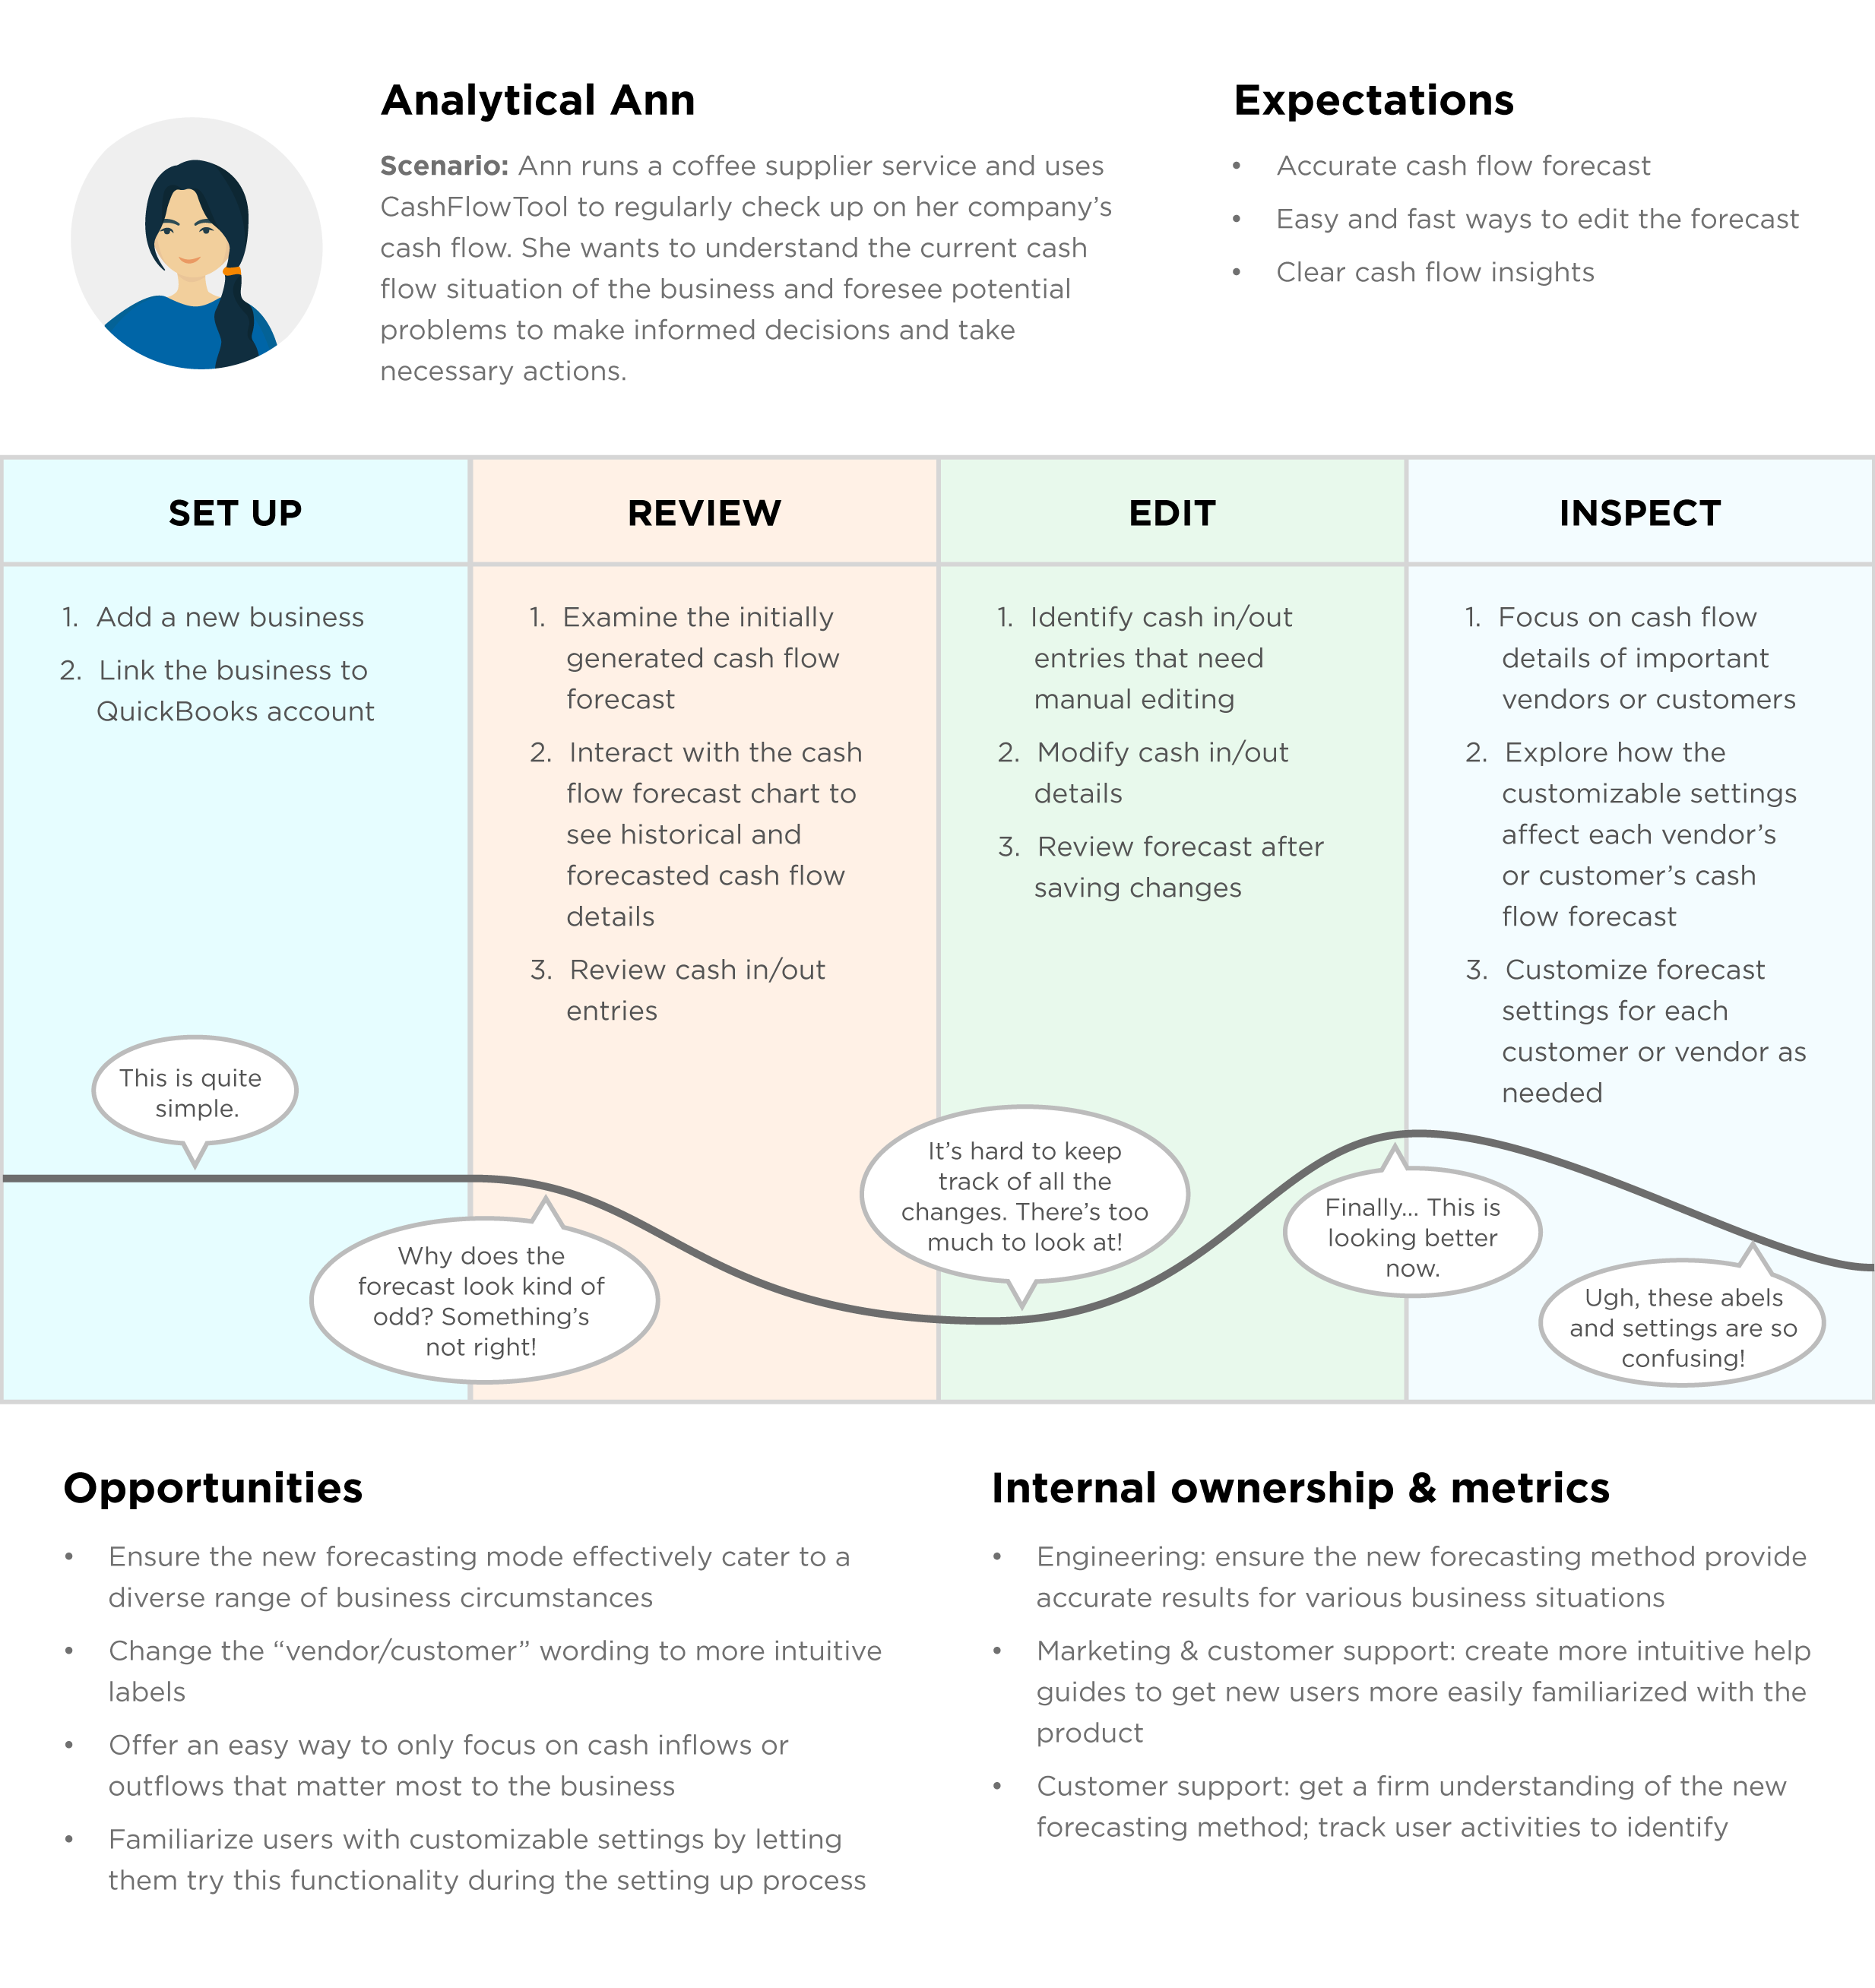 Analytical Ann
Scenario: Ann runs a coffee supplier service and uses
CashFlowTool to regularly check up on her company's
cash flow. She wants to understand the current cash
flow situation of the business and foresee potential
problems to make informed decisions and take
necessary actions.
Expectations
• Accurate cash flow forecast
• Easy and fast ways to edit the forecast
• Clear cash flow insights
SET UP
1. Add a new business
2. Link the business to
QuickBooks account
This is quite
simple.
REVIEW
1. Examine the initially
generated cash flow
forecast
2. Interact with the cash
flow forecast chart to
see historical and
forecasted cash flow
details
3. Review cash in/out
entries
Why does the
forecast look kind of
odd? Something's
not right!
EDIT
1. Identify cash in/out
entries that need
manual editing
2. Modify cash in/out
details
3. Review forecast after
saving changes
It's hard to keep
track of all the
changes. There's too
much to look at!
Finally... This is
looking better
now.
INSPECT
1. Focus on cash flow
details of important
vendors or customers
2. Explore how the
customizable settings
affect each vendor's
or customer's cash
flow forecast
3. Customize forecast
settings for each
customer or vendor as
needed
Ugh, these abels
and settings are so
confusing!
Opportunities
• Ensure the new forecasting mode effectively cater to a
diverse range of business circumstances
• Change the “vendor/customer” wording to more intuitive
labels
• Offer an easy way to only focus on cash inflows or
outflows that matter most to the business
• Familiarize users with customizable settings by letting
them try this functionality during the setting up process
Internal ownership & metrics
• Engineering: ensure the new forecasting method provide
accurate results for various business situations
• Marketing & customer support: create more intuitive help
guides to get new users more easily familiarized with the
product
• Customer support: get a firm understanding of the new
forecasting method; track user activities to identify